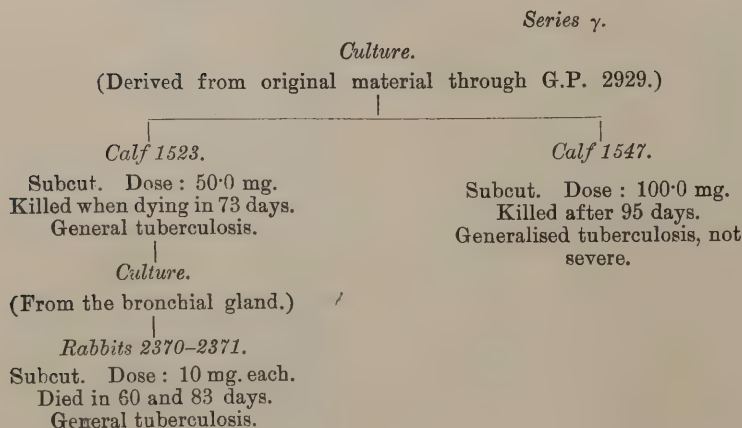 Series γ.
Culture.
(Derived from original material through G.P. 2929.)
Calf 1523.
Subcut. Dose : 50·0 mg.
Killed when dying in 73 days.
General tuberculosis.
Culture.
(From the bronchial gland.)
Rabbits 2370–2371.
Subcut. Dose : 10 mg. each.
Died in 60 and 83 days.
General tuberculosis.
Calf 1547.
Subcut. Dose : 100·0 mg.
Killed after 95 days.
Generalised tuberculosis, not
severe.